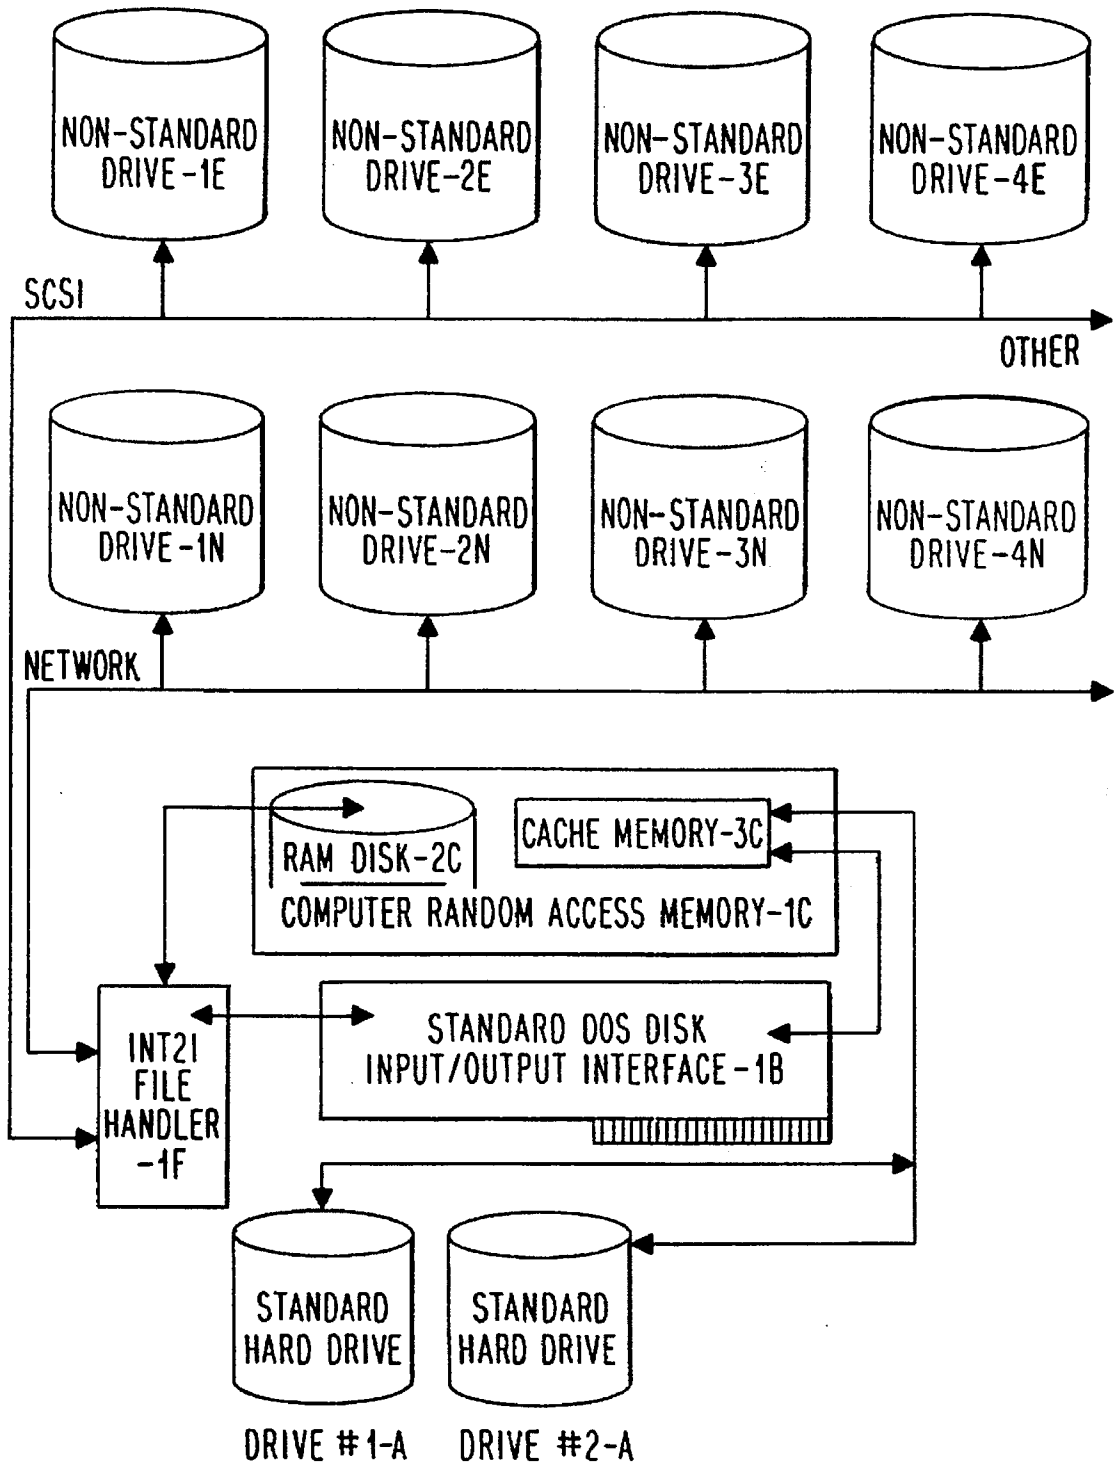 NON-STANDARD
DRIVE-1E
NON-STANDARD
DRIVE-2E
NON-STANDARD
DRIVE-3E
NON-STANDARD
DRIVE-4E
SCSI
OTHER
NON-STANDARD
DRIVE-1N
NON-STANDARD
DRIVE-2N
NON-STANDARD
DRIVE-3N
NON-STANDARD
DRIVE-4N
NETWORK
RAM DISK-2C
CACHE MEMORY-3C
COMPUTER RANDOM ACCESS MEMORY-1C
INT21
FILE
HANDLER
-1F
STANDARD DOS DISK
INPUT/OUTPUT INTERFACE-1B
STANDARD
HARD DRIVE
STANDARD
HARD DRIVE
DRIVE #1-A
DRIVE #2-A